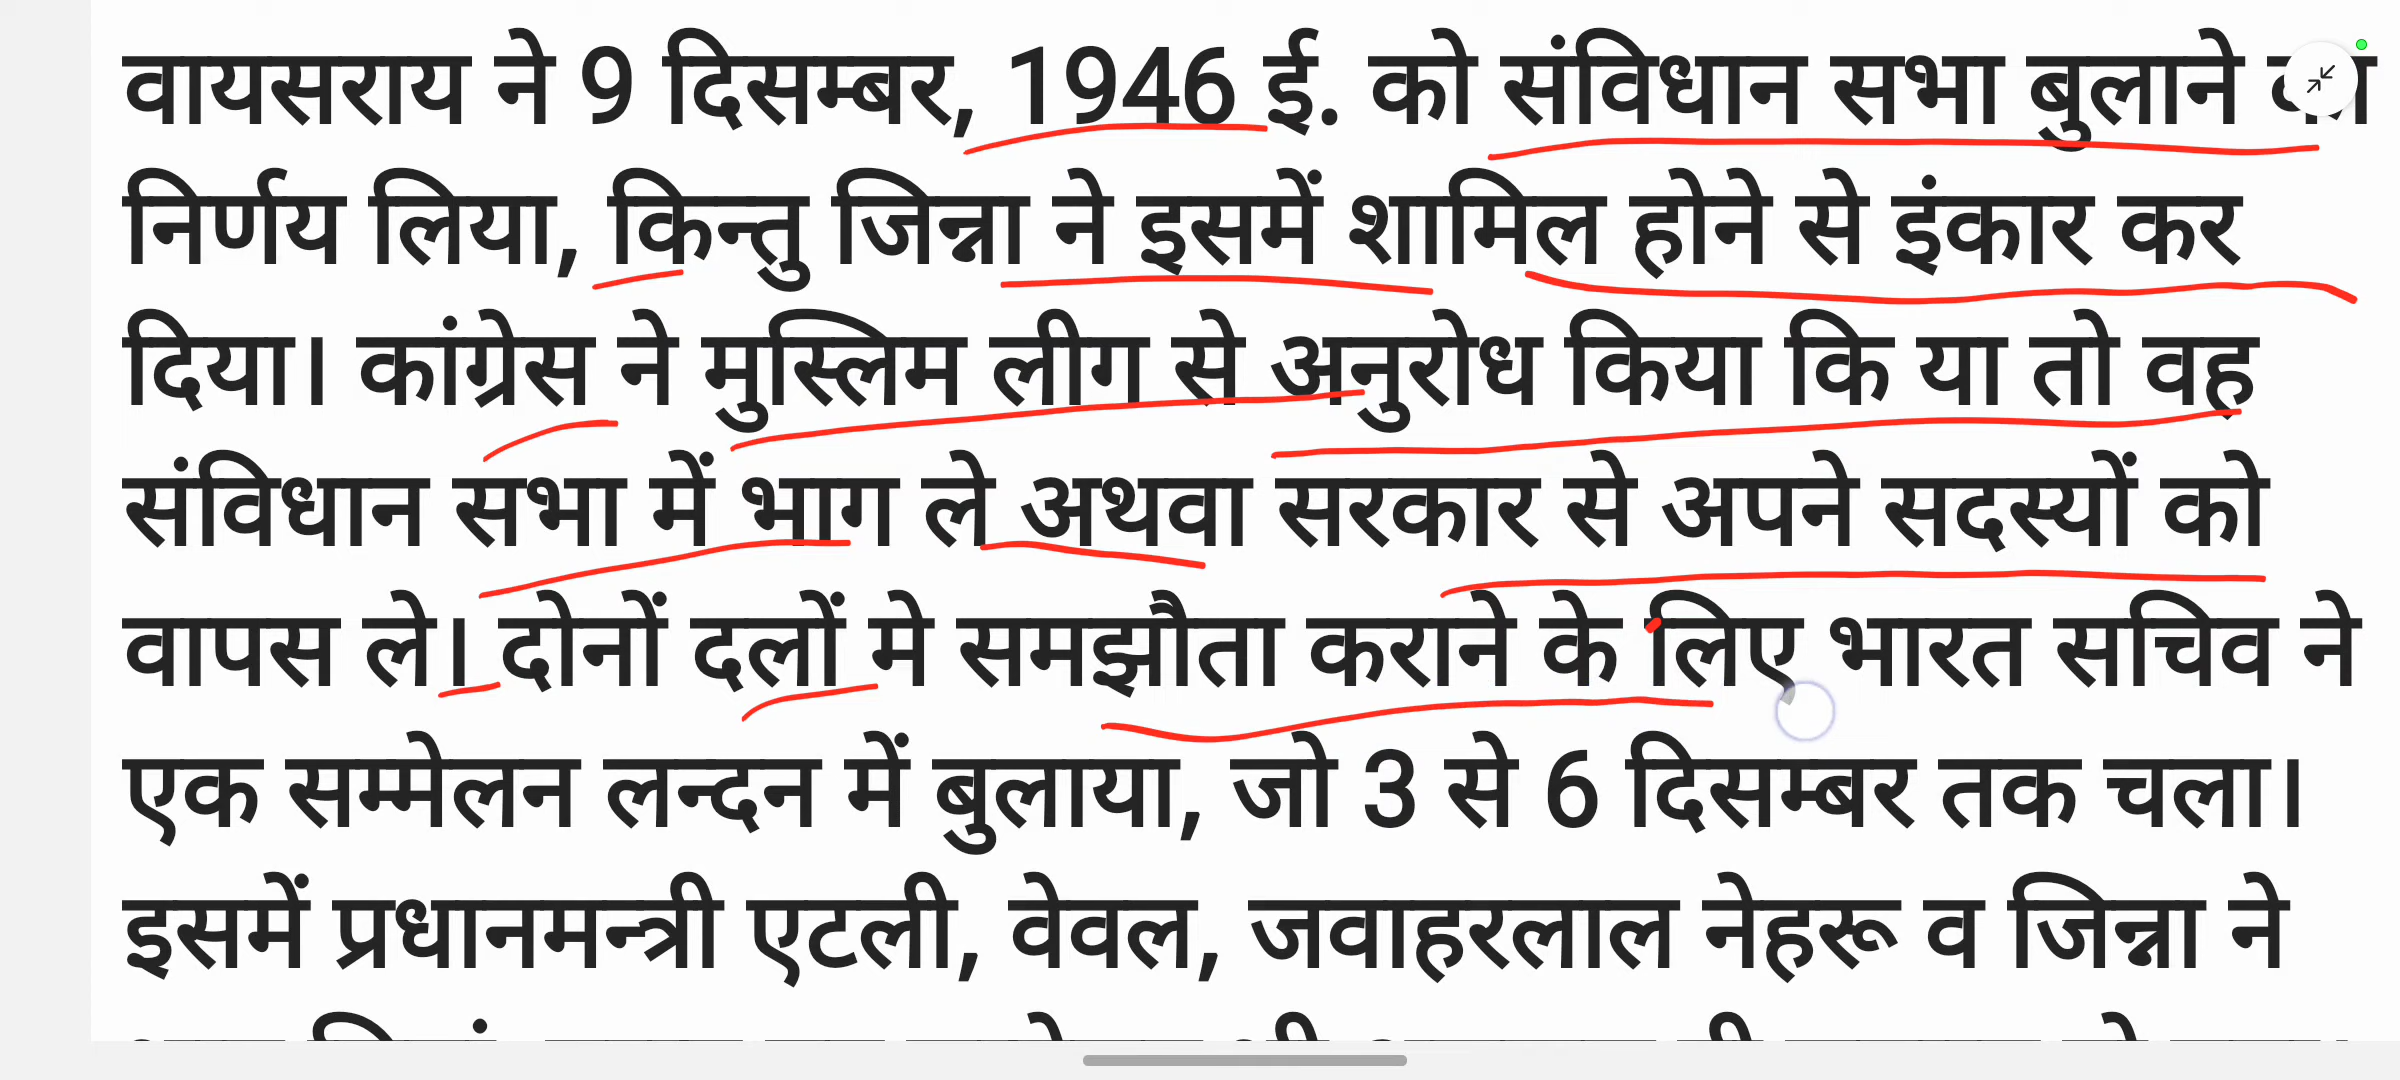 वायसराय ने 9 दिसम्बर, 1946 ई. को संविधान सभा बुलाने
निर्णय लिया, किन्तु जिन्ना ने इसमें शामिल होने से इंकार कर
दिया। कांग्रेस ने मुस्लिम लीग से अनुरोध किया कि या तो वह
संविधान सभा में भाग ले अथवा सरकार से अपने सदस्यों को
वापस ले। दोनों दलों मे समझौता कराने के लिए भारत सचिव ने
एक सम्मेलन लन्दन में बुलाया, जो 3 से 6 दिसम्बर तक चला।
इसमें प्रधानमन्त्री एटली, वेवल, जवाहरलाल नेहरू व जिन्ना ने